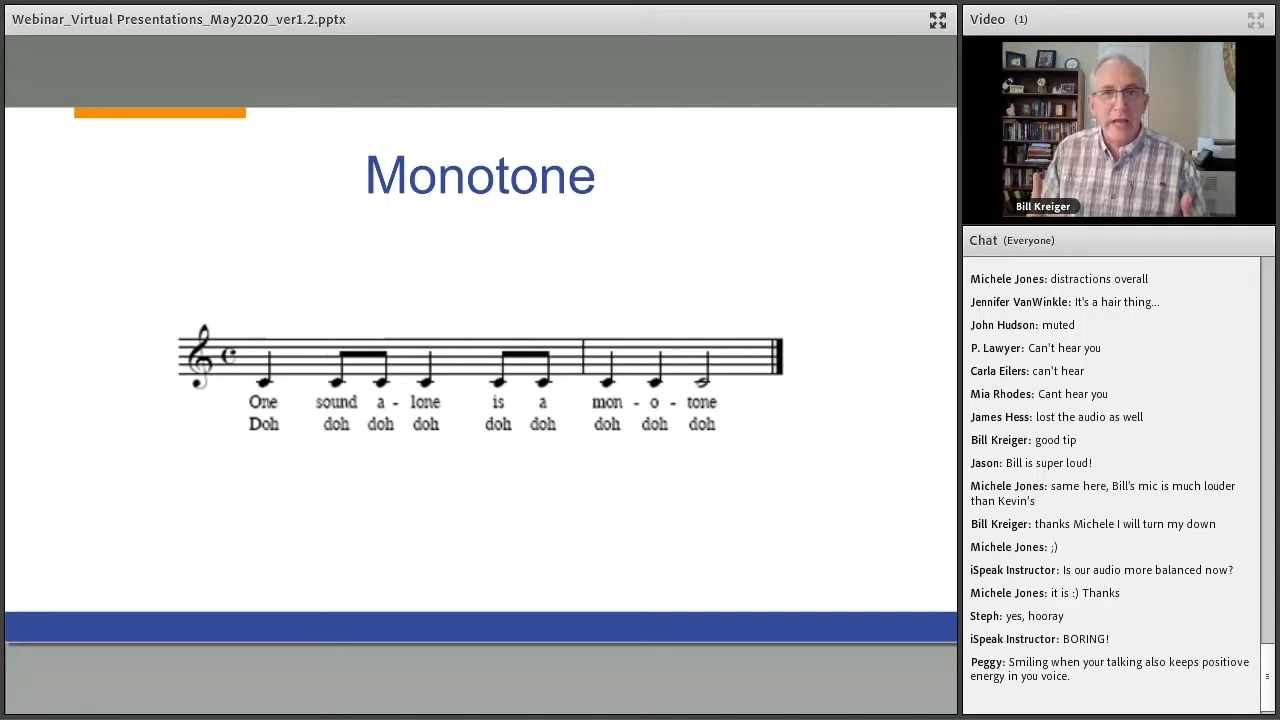 Webinar_Virtual Presentations_May2020_ver1.2.pptx
Monotone
One sound a - lone is a mon - o - tone
Doh doh doh doh doh doh doh doh doh
Video (1)
Bill Kreiger
Chat (Everyone)
Michele Jones: distractions overall
Jennifer VanWinkle: It's a hair thing...
John Hudson: muted
P. Lawyer: Can't hear you
Carla Eilers: can't hear
Mia Rhodes: Cant hear you
James Hess: lost the audio as well
Bill Kreiger: good tip
Jason: Bill is super loud!
Michele Jones: same here, Bill's mic is much louder
than Kevin's
Bill Kreiger: thanks Michele I will turn my down
Michele Jones: ;)
iSpeak Instructor: Is our audio more balanced now?
Michele Jones: it is :) Thanks
Steph: yes, hooray
iSpeak Instructor: BORING!
Peggy: Smiling when your talking also keeps positiove
energy in you voice.